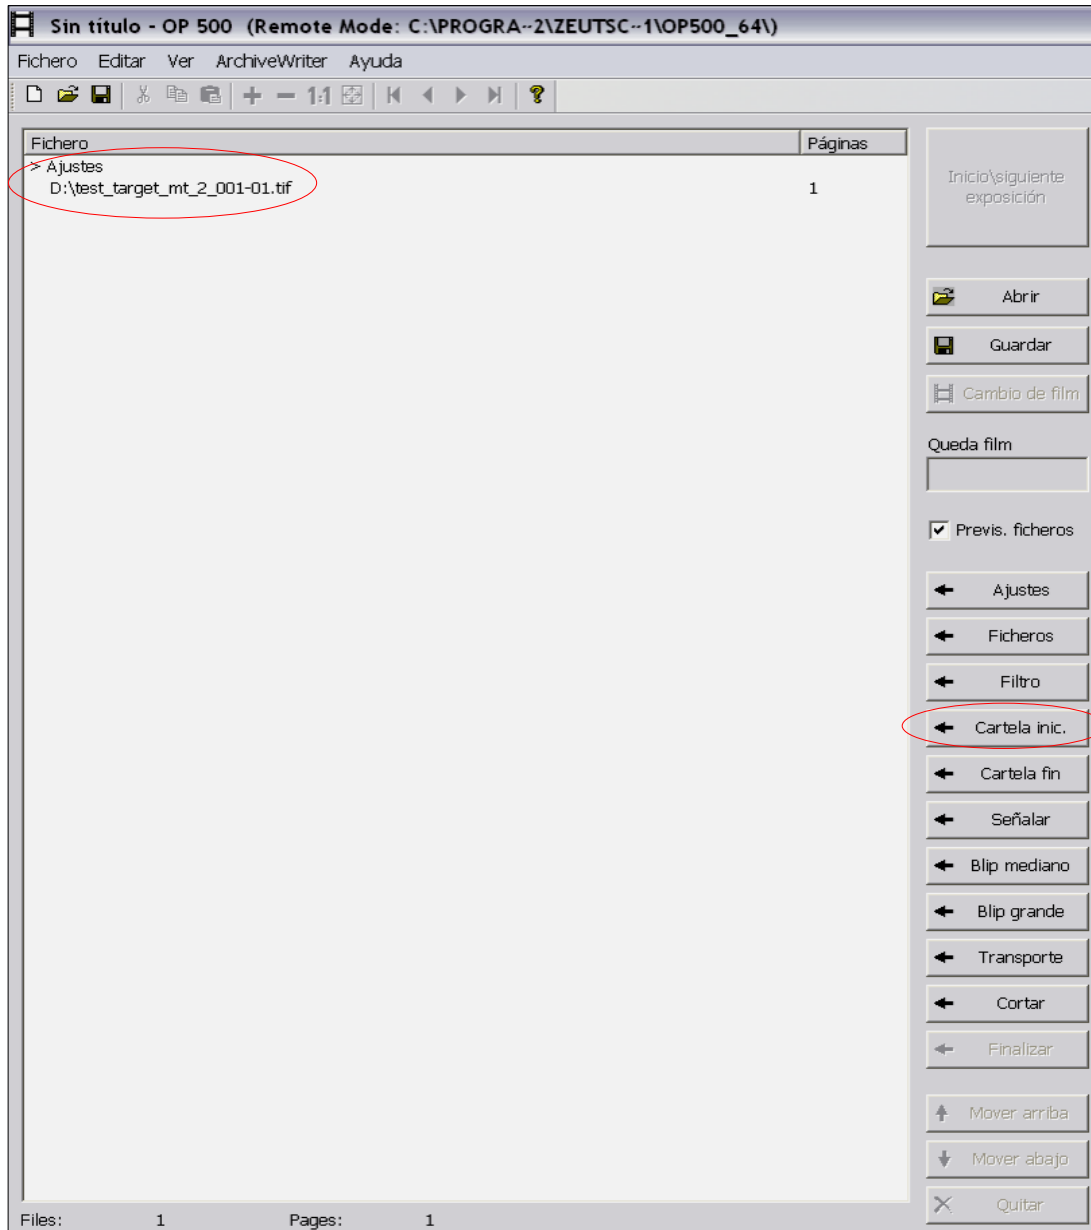 Sin título - OP 500 (Remote Mode: C:\PROGRA~2\ZEUTSC~1\OP500_64\)
Fichero Editar Ver ArchiveWriter Ayuda
1:1
Fichero Páginas
> Ajustes
D:\test_target_mt_2_001-01.tif 1
Inicio\siguiente
exposición
Abrir
Guardar
Cambio de film
Queda film
Previs. ficheros
Ajustes
Ficheros
Filtro
Cartela inic.
Cartela fin
Señalar
Blip mediano
Blip grande
Transporte
Cortar
Finalizar
Mover arriba
Mover abajo
Quitar
Files: 1 Pages: 1